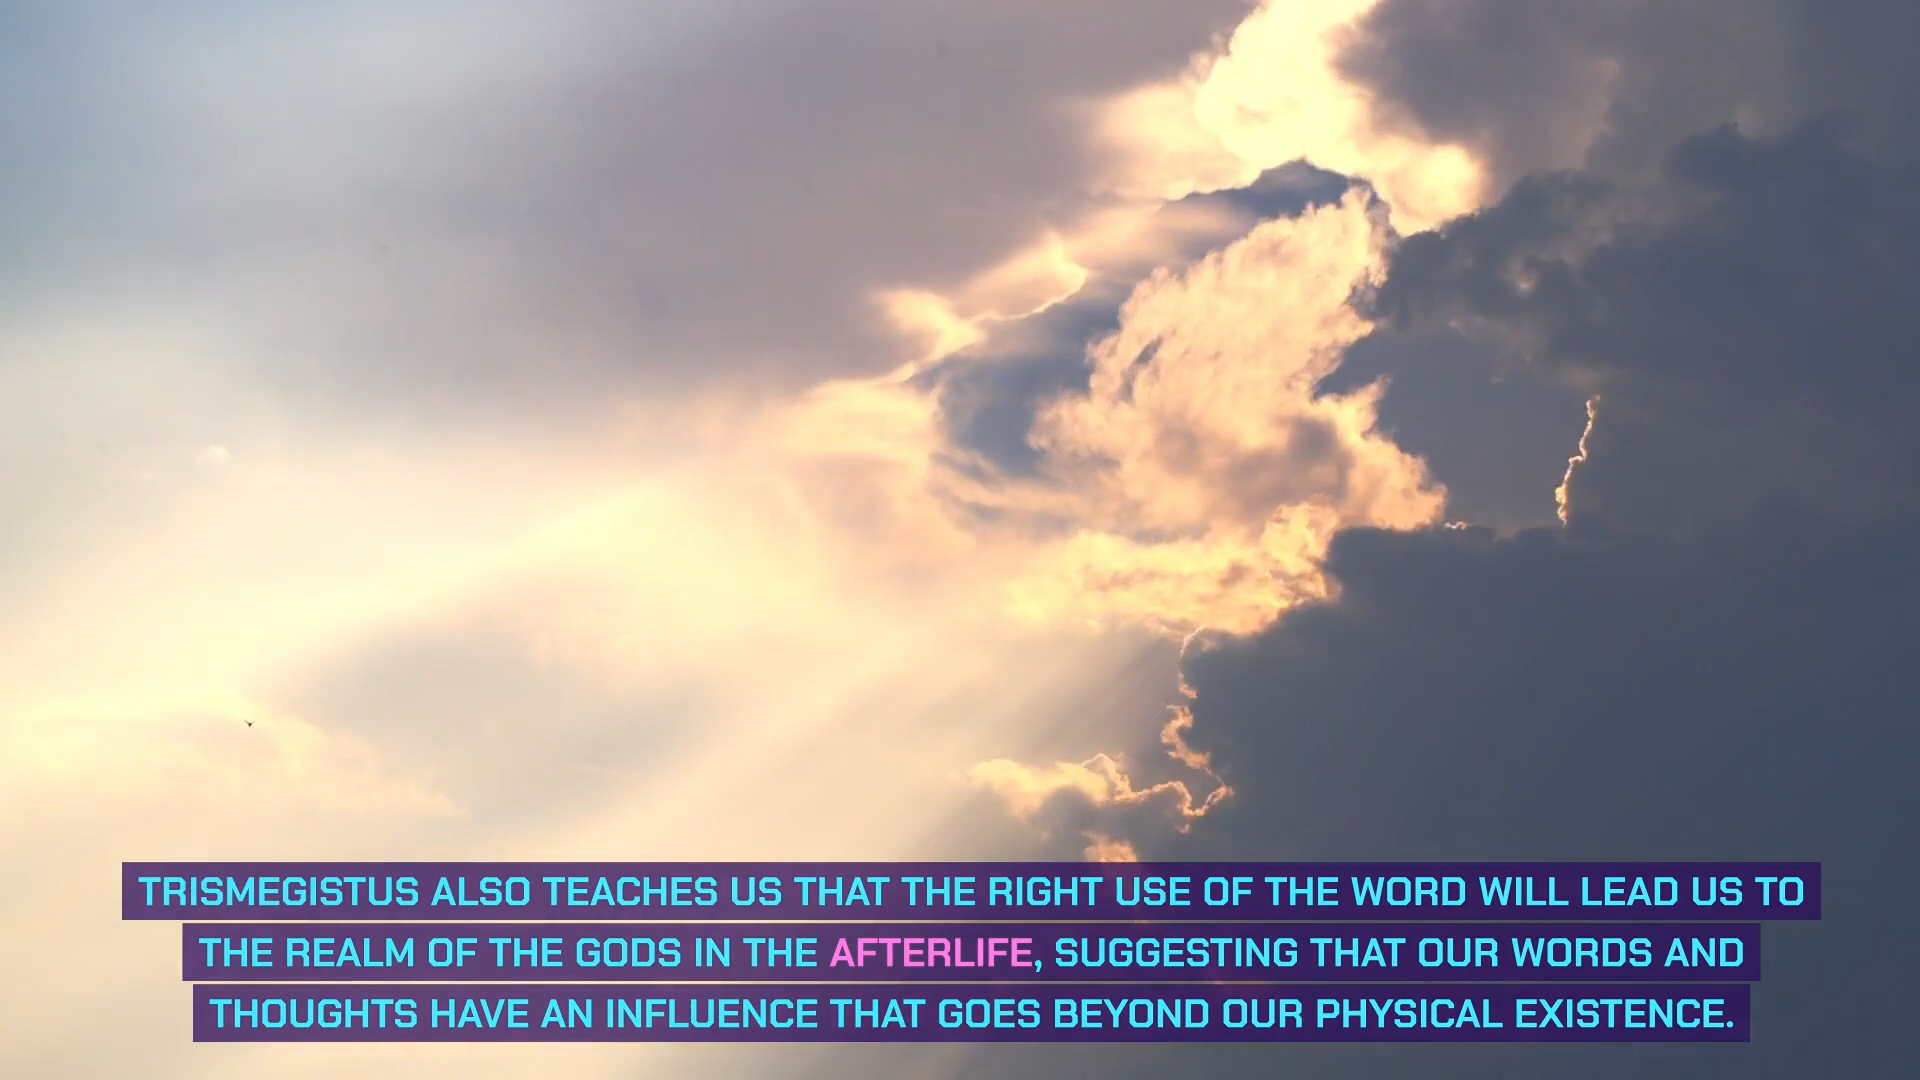 TRISMEGISTUS ALSO TEACHES US THAT THE RIGHT USE OF THE WORD WILL LEAD US TO
THE REALM OF THE GODS IN THE AFTERLIFE, SUGGESTING THAT OUR WORDS AND
THOUGHTS HAVE AN INFLUENCE THAT GOES BEYOND OUR PHYSICAL EXISTENCE.